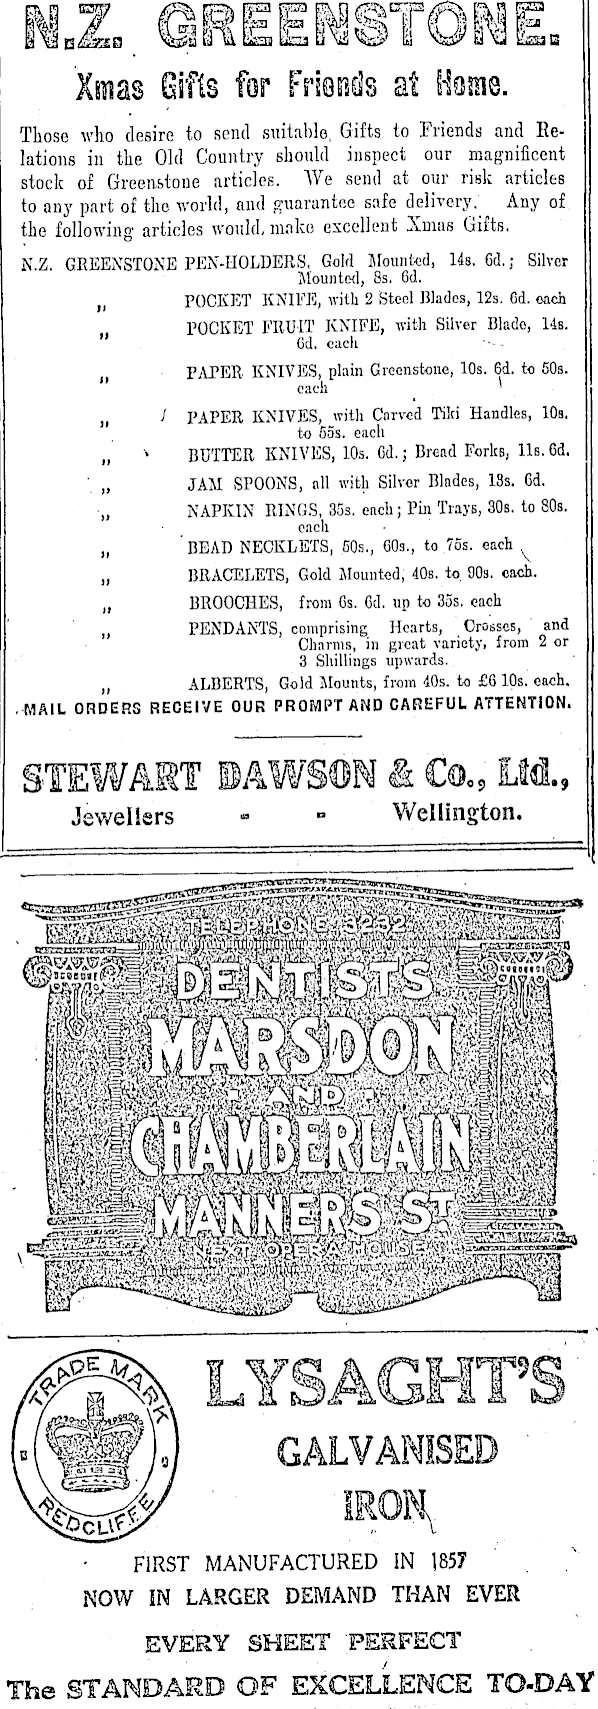 N.Z. GREENSTONE.
Xmas Gifts for Friends at Home.
Those who desire to send suitable Gifts to Friends and Re-
lations in the Old Country should inspect our magnificent
stock of Greenstone articles. We send at our risk articles
to any part of the world, and guarantee safe delivery. Any of
the following articles would make excellent Xmas Gifts.
N.Z. GREENSTONE PEN-HOLDERS, Gold Mounted, 14s. 6d.; Silver
Mounted, 8s. 6d.
„ POCKET KNIFE, with 2 Steel Blades, 12s. 6d. each
„ POCKET FRUIT KNIFE, with Silver Blade, 14s.
6d. each
„ PAPER KNIVES, plain Greenstone, 10s. 6d. to 50s.
each
„ PAPER KNIVES, with Carved Tiki Handles, 10s.
to 55s. each
„ BUTTER KNIVES, 10s. 6d.; Bread Forks, 11s. 6d.
„ JAM SPOONS, all with Silver Blades, 13s. 6d.
„ NAPKIN RINGS, 35s. each; Pin Trays, 30s. to 80s.
each
„ BEAD NECKLETS, 50s., 60s., to 75s. each
„ BRACELETS, Gold Mounted, 40s. to 90s. each.
„ BROOCHES, from 6s. 6d. up to 35s. each
„ PENDANTS, comprising Hearts, Crosses, and
Charms, in great variety, from 2 or
3 Shillings upwards.
„ ALBERTS, Gold Mounts, from 40s. to £6 10s. each.
MAIL ORDERS RECEIVE OUR PROMPT AND CAREFUL ATTENTION.
STEWART DAWSON & Co., Ltd.,
Jewellers - - Wellington.
TELEPHONE 3232
DENTISTS
MARSDON
AND
CHAMBERLAIN
MANNERS ST.
NEXT OPERA HOUSE
TRADE MARK
REDCLIFFE
LYSAGHT'S
GALVANISED
IRON
FIRST MANUFACTURED IN 1857
NOW IN LARGER DEMAND THAN EVER
EVERY SHEET PERFECT
The STANDARD OF EXCELLENCE TO-DAY